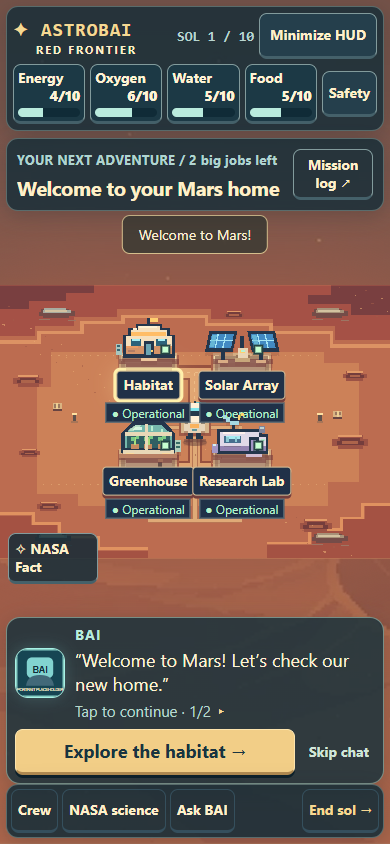 ✦ ASTROBAI
RED FRONTIER
SOL 1 / 10
Minimize HUD
Energy
4/10
Oxygen
6/10
Water
5/10
Food
5/10
Safety
YOUR NEXT ADVENTURE / 2 big jobs left
Welcome to your Mars home
Mission
log ↗
Welcome to Mars!
Habitat
Solar Array
● Operational
● Operational
Greenhouse
Research Lab
● Operational
● Operational
✧ NASA
Fact
BAI
BAI
PORTRAIT PLACEHOLDER
“Welcome to Mars! Let’s check our
new home.”
Tap to continue · 1/2 ▸
Explore the habitat →
Skip chat
Crew
NASA science
Ask BAI
End sol →